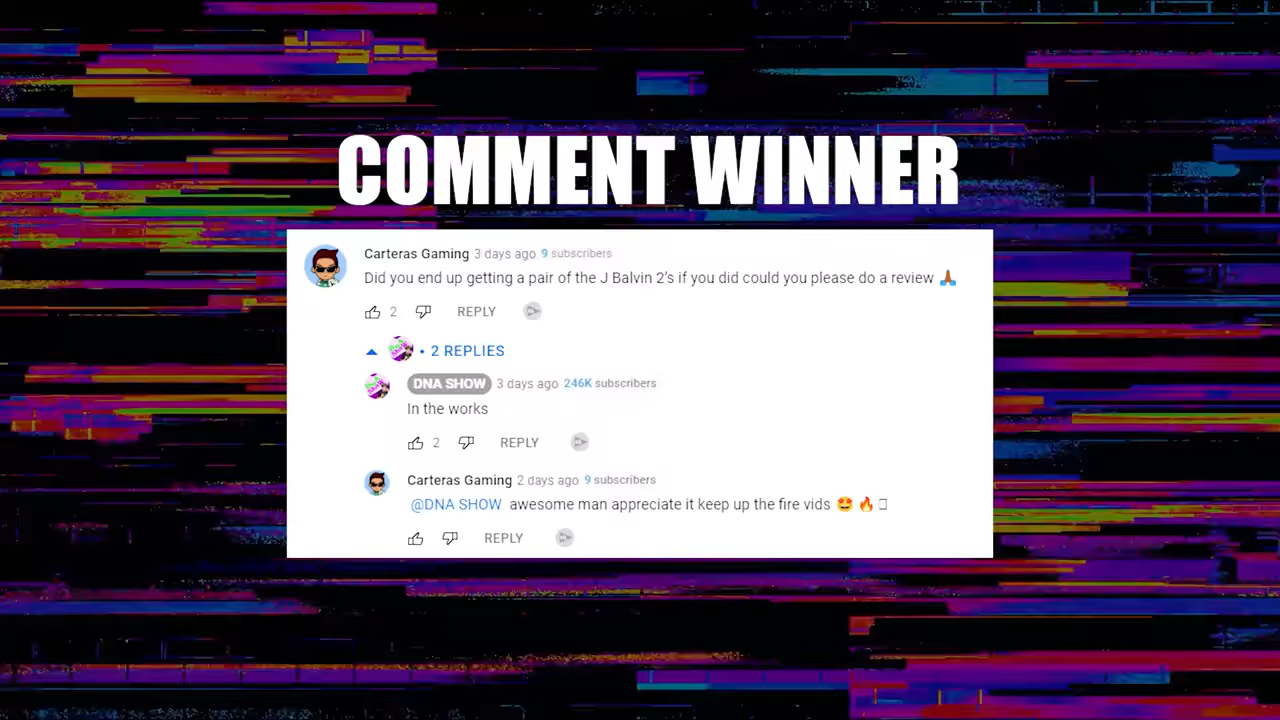 COMMENT WINNER
Carteras Gaming 3 days ago 9 subscribers
Did you end up getting a pair of the J Balvin 2's if you did could you please do a review 🙏🏾
2 REPLY
• 2 REPLIES
DNA SHOW 3 days ago 246K subscribers
In the works
2 REPLY
Carteras Gaming 2 days ago 9 subscribers
@DNA SHOW awesome man appreciate it keep up the fire vids 🤩 🔥
REPLY